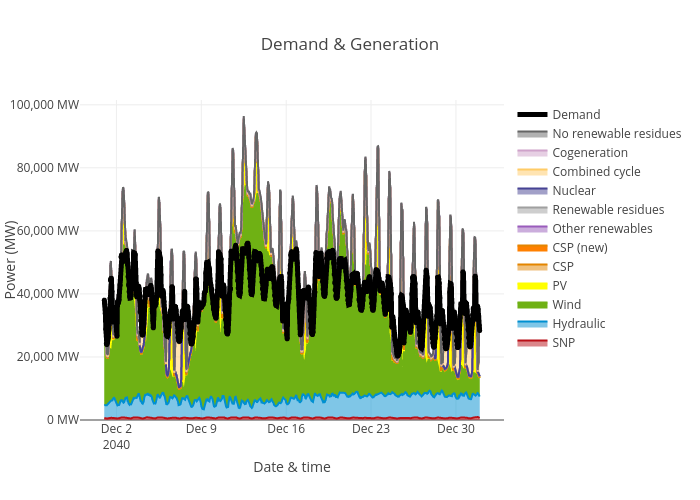 Demand & Generation
100,000 MW
80,000 MW
60,000 MW
40,000 MW
20,000 MW
0 MW
Power (MW)
Dec 2
2040
Dec 9
Dec 16
Dec 23
Dec 30
Date & time
Demand
No renewable residues
Cogeneration
Combined cycle
Nuclear
Renewable residues
Other renewables
CSP (new)
CSP
PV
Wind
Hydraulic
SNP